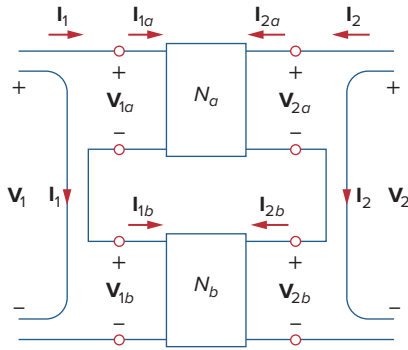 I1 I1a I2a I2
+ + + +
V1a Na V2a
− −
V1 I1 I1b I2b I2 V2
+ +
V1b Nb V2b
− − − −